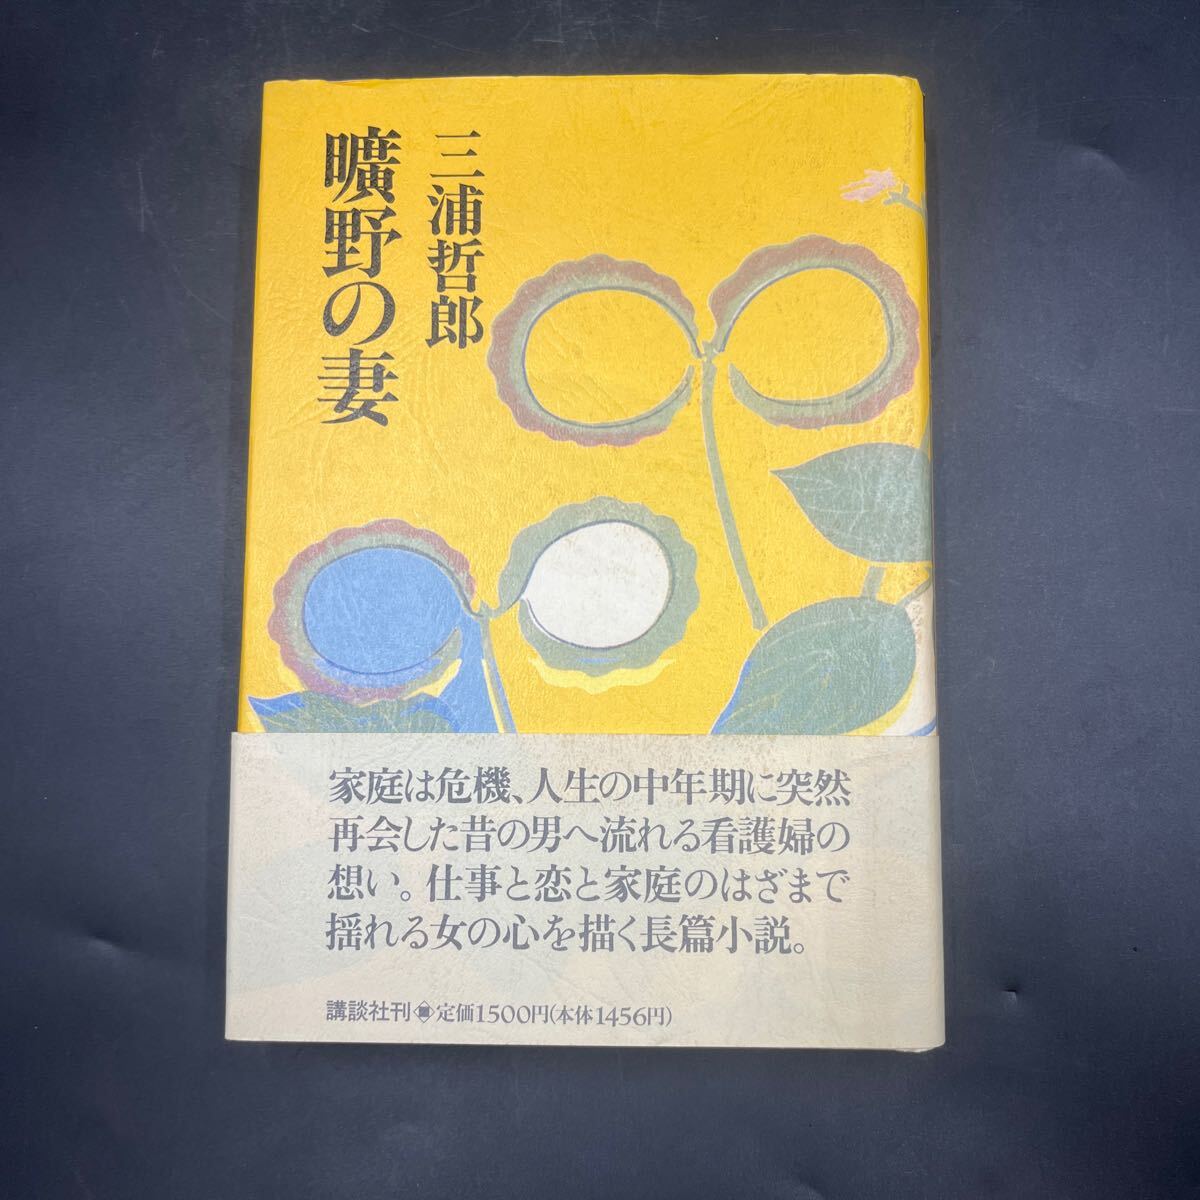 三浦哲郎
曠野の妻
家庭は危機、人生の中年期に突然
再会した昔の男へ流れる看護婦の
想い。仕事と恋と家庭のはざまで
揺れる女の心を描く長篇小説。
講談社刊 定価1500円(本体1456円)